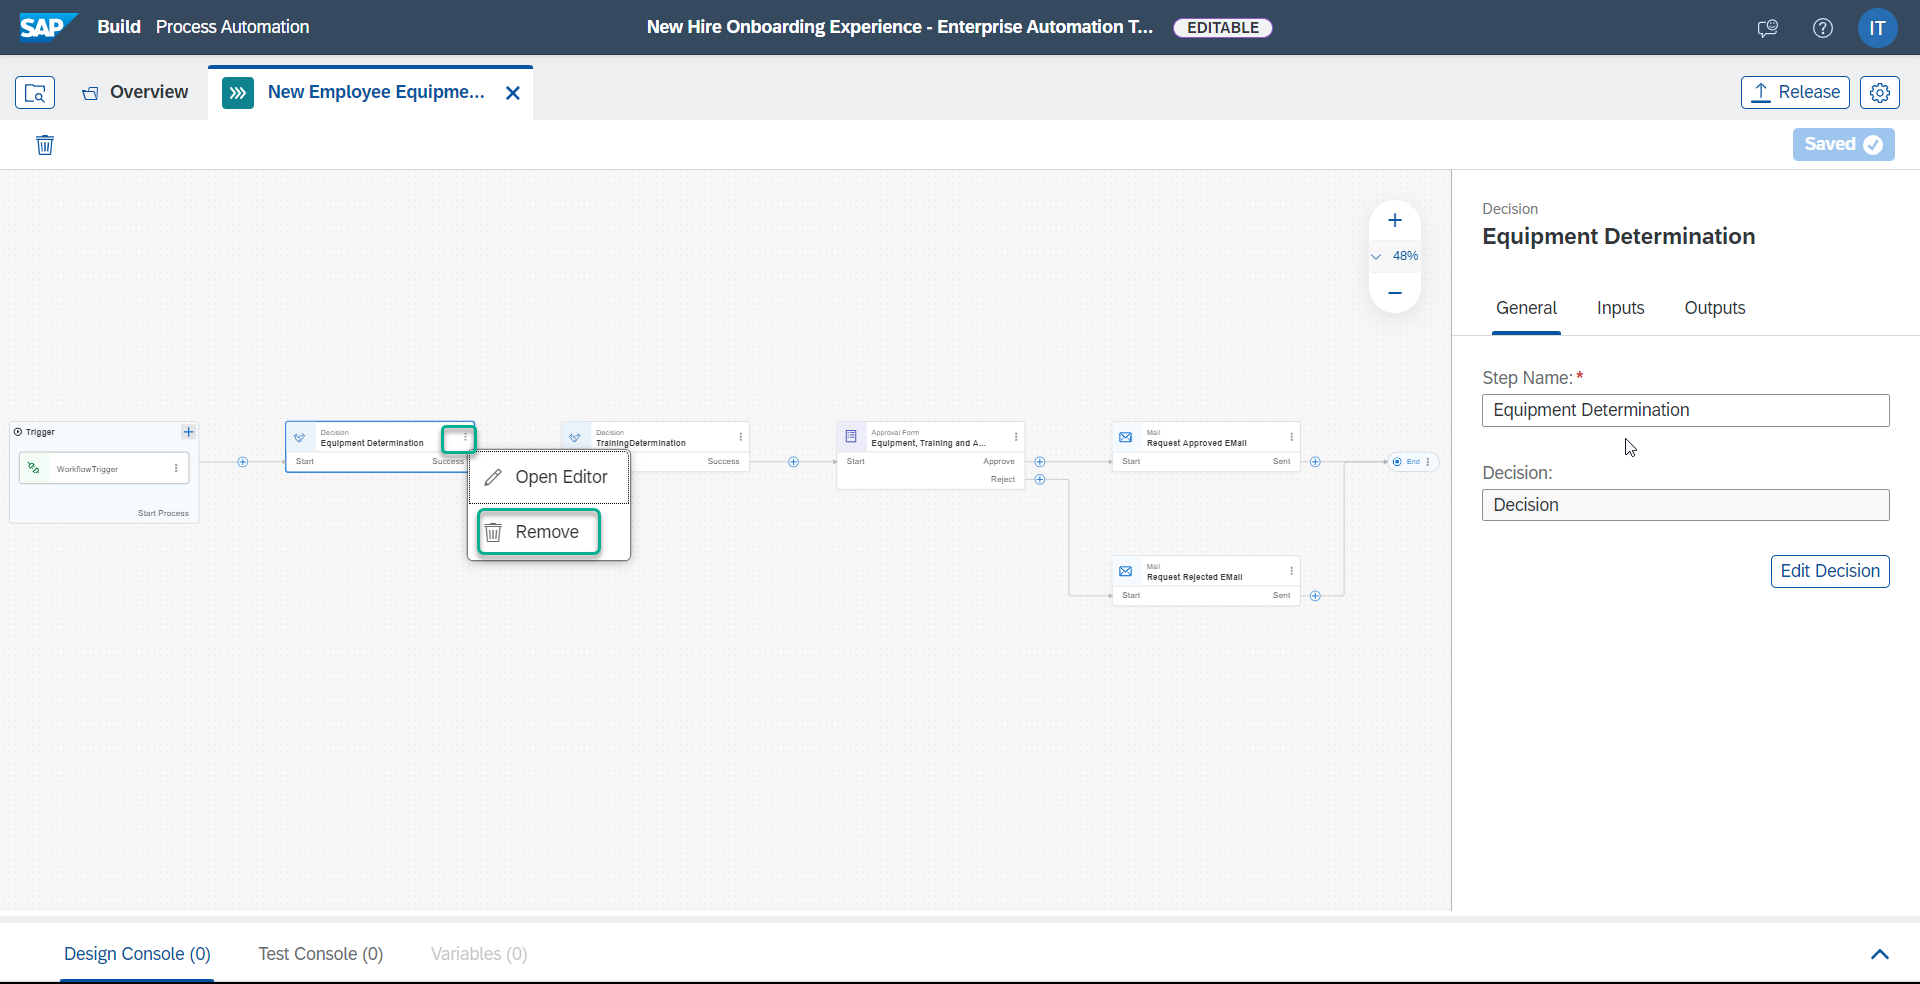 SAP Build Process Automation
New Hire Onboarding Experience - Enterprise Automation T... EDITABLE
IT
Overview
New Employee Equipme...
Release
Saved
48%
Trigger
WorkflowTrigger
Start Process
Decision
Equipment Determination
Start Success
Open Editor
Remove
Decision
TrainingDetermination
Success
Approval Form
Equipment, Training and A...
Start Approve
Reject
Mail
Request Approved EMail
Start Sent
End
Mail
Request Rejected EMail
Start Sent
Decision
Equipment Determination
General Inputs Outputs
Step Name:*
Equipment Determination
Decision:
Decision
Edit Decision
Design Console (0) Test Console (0) Variables (0)